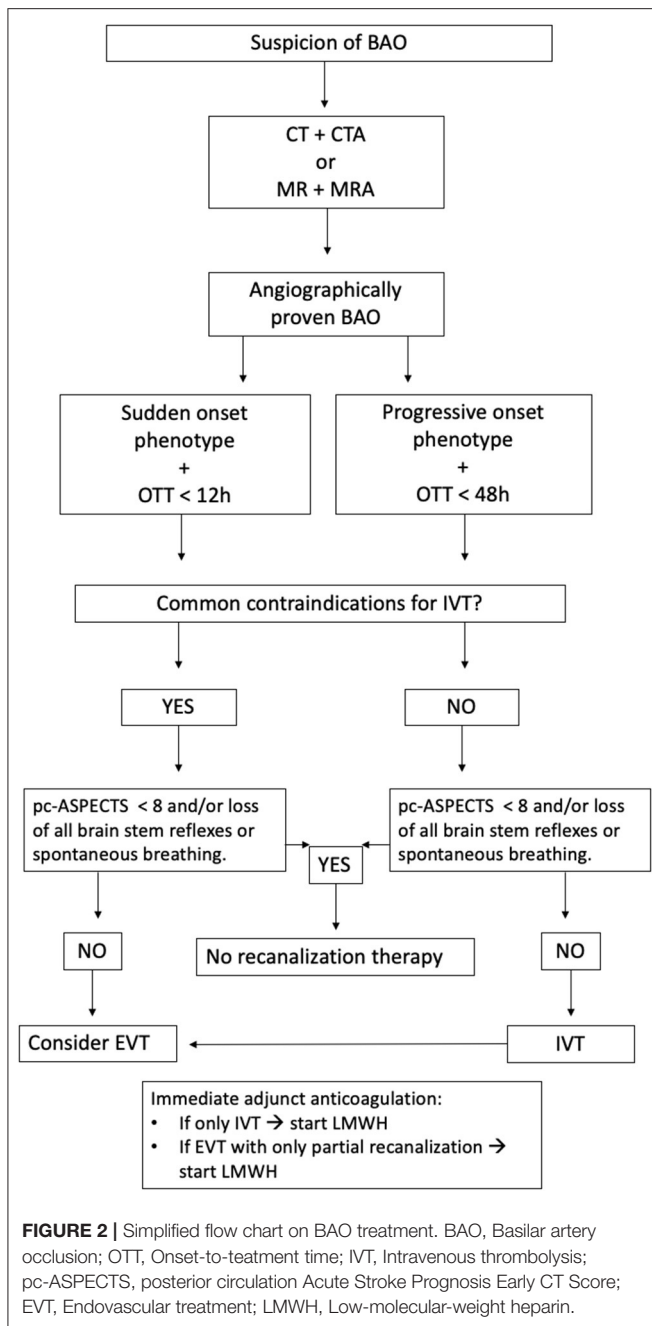 Suspicion of BAO
CT + CTA
or
MR + MRA
Angiographically
proven BAO
Sudden onset
phenotype
+
OTT < 12h
Progressive onset
phenotype
+
OTT < 48h
Common contraindications for IVT?
YES
NO
pc-ASPECTS < 8 and/or loss
of all brain stem reflexes or
spontaneous breathing.
pc-ASPECTS < 8 and/or loss
of all brain stem reflexes or
spontaneous breathing.
YES
NO
No recanalization therapy
NO
Consider EVT
IVT
Immediate adjunct anticoagulation:
• If only IVT → start LMWH
• If EVT with only partial recanalization →
start LMWH
FIGURE 2 | Simplified flow chart on BAO treatment. BAO, Basilar artery
occlusion; OTT, Onset-to-teatment time; IVT, Intravenous thrombolysis;
pc-ASPECTS, posterior circulation Acute Stroke Prognosis Early CT Score;
EVT, Endovascular treatment; LMWH, Low-molecular-weight heparin.